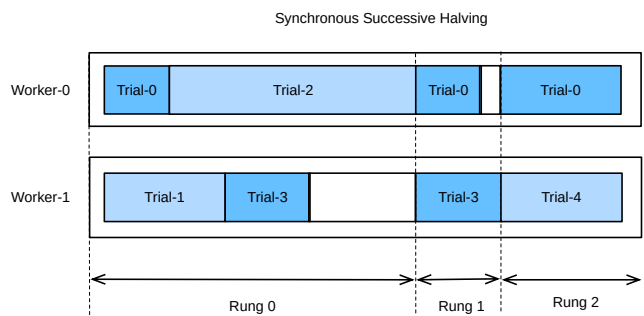 Synchronous Successive Halving
Worker-0
Trial-0
Trial-2
Trial-0
Trial-0
Worker-1
Trial-1
Trial-3
Trial-3
Trial-4
Rung 0
Rung 1
Rung 2